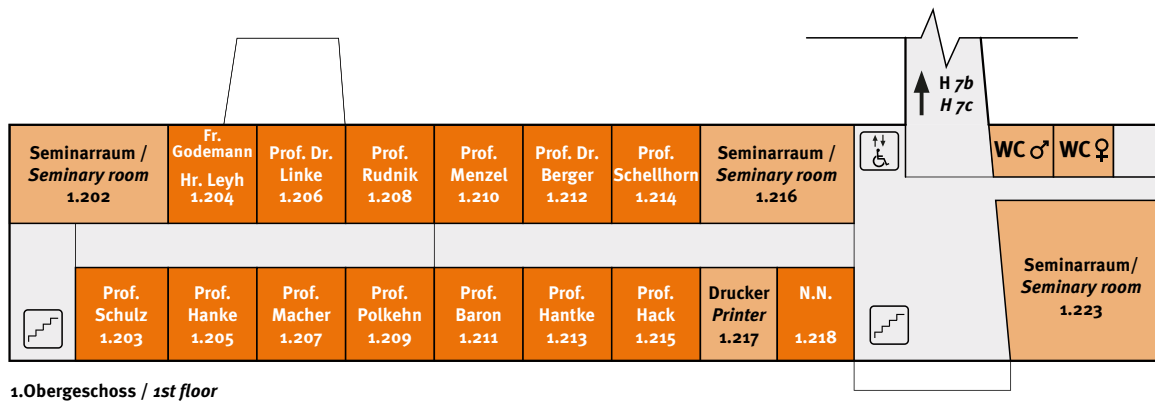 H 7b
H 7c
Seminarraum /
Seminary room
1.202
Fr.
Godemann
Hr. Leyh
1.204
Prof. Dr.
Linke
1.206
Prof.
Rudnik
1.208
Prof.
Menzel
1.210
Prof. Dr.
Berger
1.212
Prof.
Schellhorn
1.214
Seminarraum /
Seminary room
1.216
WC ♂
WC ♀
Prof.
Schulz
1.203
Prof.
Hanke
1.205
Prof.
Macher
1.207
Prof.
Polkehn
1.209
Prof.
Baron
1.211
Prof.
Hantke
1.213
Prof.
Hack
1.215
Drucker
Printer
1.217
N.N.
1.218
Seminarraum/
Seminary room
1.223
1.Obergeschoss / 1st floor